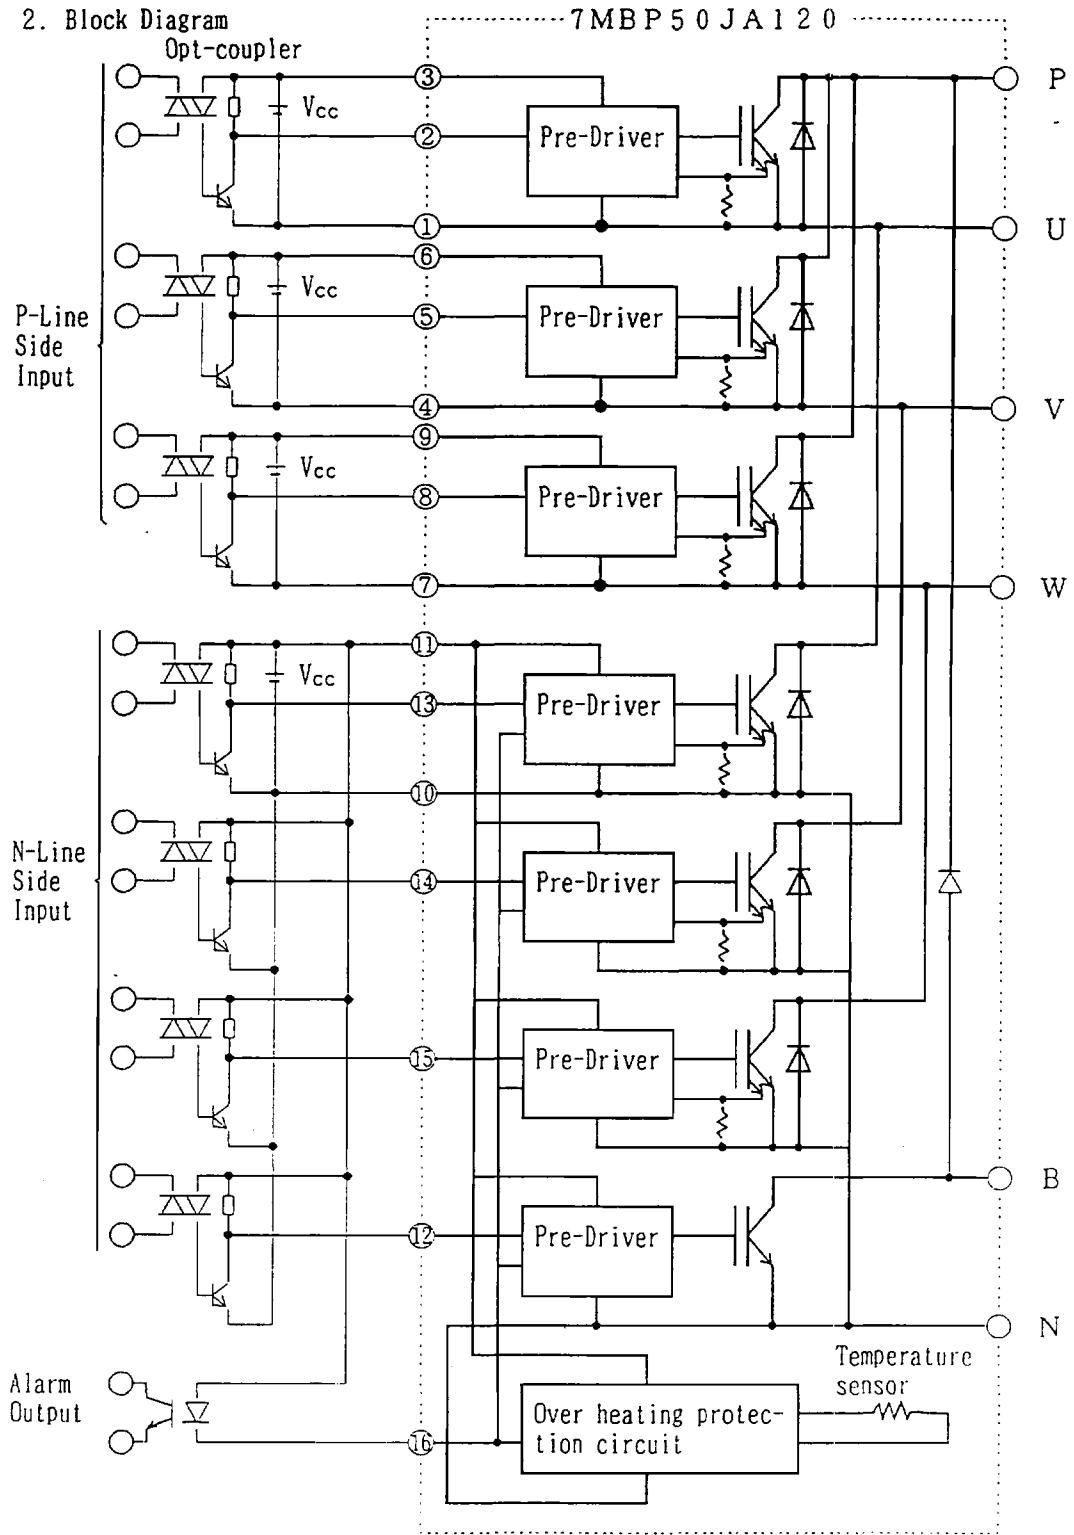 2. Block Diagram
7MBP50JA120
Opt-coupler
3
P
Vcc
2
Pre-Driver
1
U
6
Vcc
5
Pre-Driver
P-Line
Side
Input
4
V
9
Vcc
8
Pre-Driver
7
W
11
Vcc
13
Pre-Driver
10
N-Line
Side
Input
14
Pre-Driver
15
Pre-Driver
B
12
Pre-Driver
N
Temperature
sensor
Alarm
Output
Over heating protec-
tion circuit
16